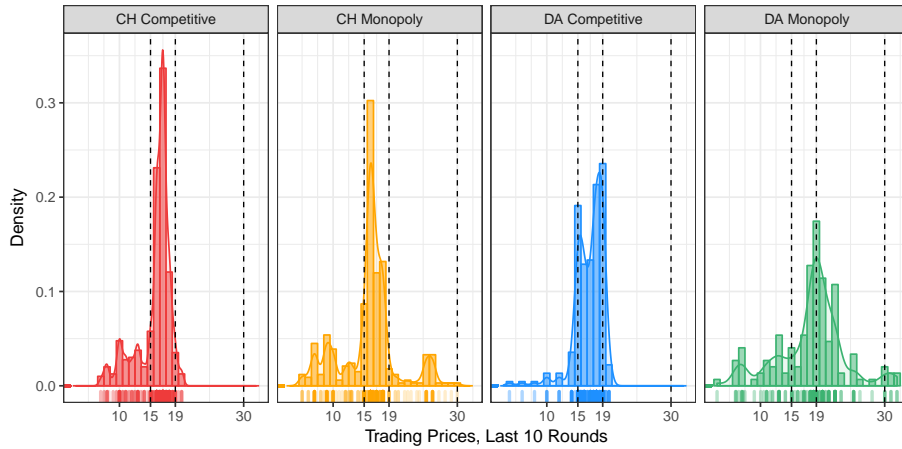 CH Competitive CH Monopoly DA Competitive DA Monopoly
Density
0.3
0.2
0.1
0.0
10 15 19 30 10 15 19 30 10 15 19 30 10 15 19 30
Trading Prices, Last 10 Rounds